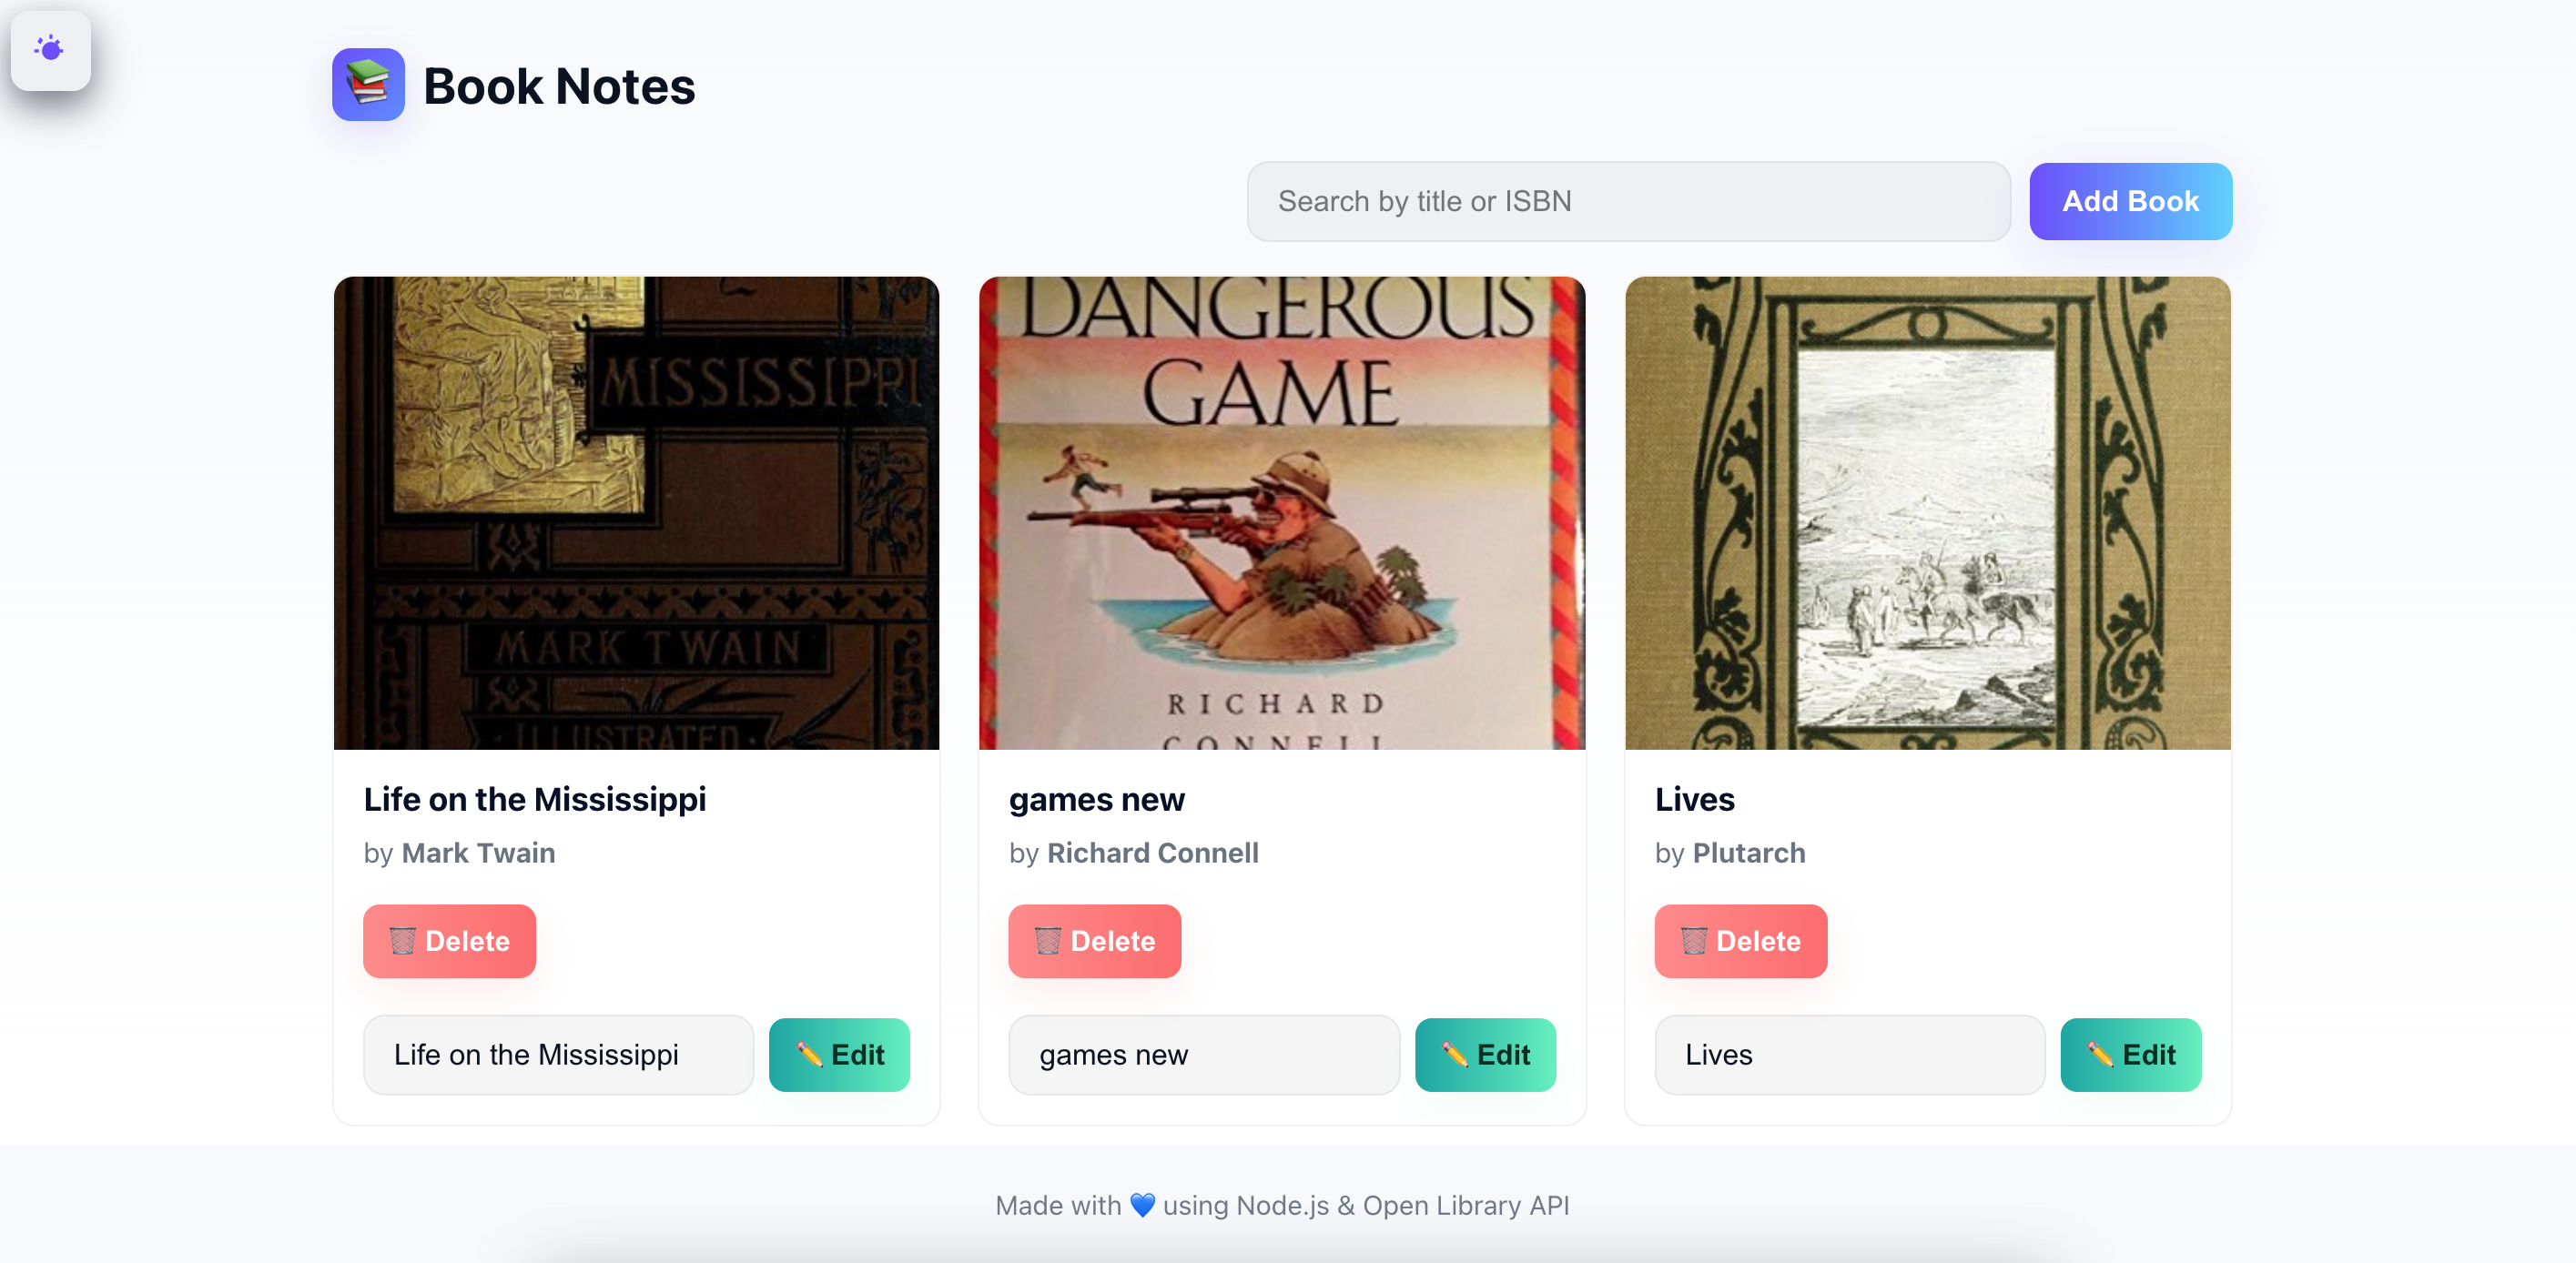 Book Notes
Search by title or ISBN
Add Book
MISSISSIPPI
MARK TWAIN
ILLUSTRATED
DANGEROUS
GAME
RICHARD
CONNELL
Life on the Mississippi
by Mark Twain
🗑️ Delete
Life on the Mississippi
✏️ Edit
games new
by Richard Connell
🗑️ Delete
games new
✏️ Edit
Lives
by Plutarch
🗑️ Delete
Lives
✏️ Edit
Made with 💙 using Node.js & Open Library API